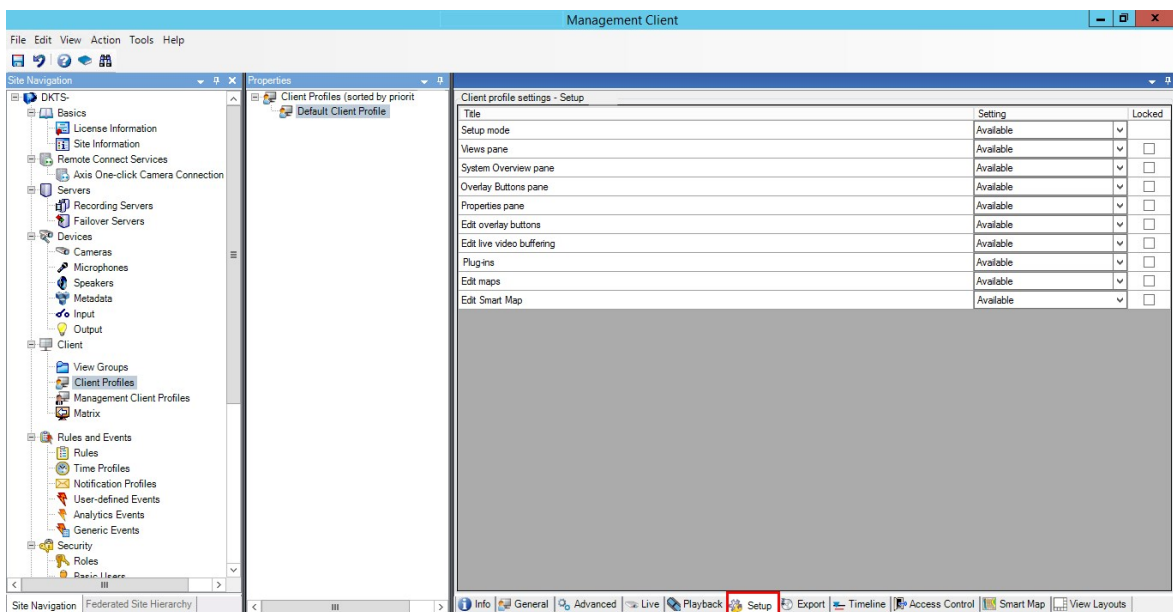 Management Client
File Edit View Action Tools Help
Site Navigation
DKTS-
Basics
License Information
Site Information
Remote Connect Services
Axis One-click Camera Connection
Servers
Recording Servers
Failover Servers
Devices
Cameras
Microphones
Speakers
Metadata
Input
Output
Client
View Groups
Client Profiles
Management Client Profiles
Matrix
Rules and Events
Rules
Time Profiles
Notification Profiles
User-defined Events
Analytics Events
Generic Events
Security
Roles
Basic Users
Site Navigation Federated Site Hierarchy
Properties
Client Profiles (sorted by priorit
Default Client Profile
Client profile settings - Setup
Title Setting Locked
Setup mode Available
Views pane Available
System Overview pane Available
Overlay Buttons pane Available
Properties pane Available
Edit overlay buttons Available
Edit live video buffering Available
Plug-ins Available
Edit maps Available
Edit Smart Map Available
Info General Advanced Live Playback Setup Export Timeline Access Control Smart Map View Layouts